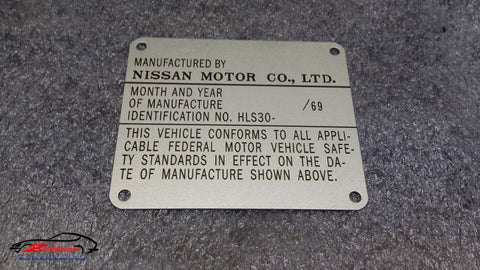 MANUFACTURED BY
NISSAN MOTOR CO., LTD.
MONTH AND YEAR
OF MANUFACTURE /69
IDENTIFICATION NO. HLS30-
THIS VEHICLE CONFORMS TO ALL APPLI-
CABLE FEDERAL MOTOR VEHICLE SAFE-
TY STANDARDS IN EFFECT ON THE DA-
TE OF MANUFACTURE SHOWN ABOVE.